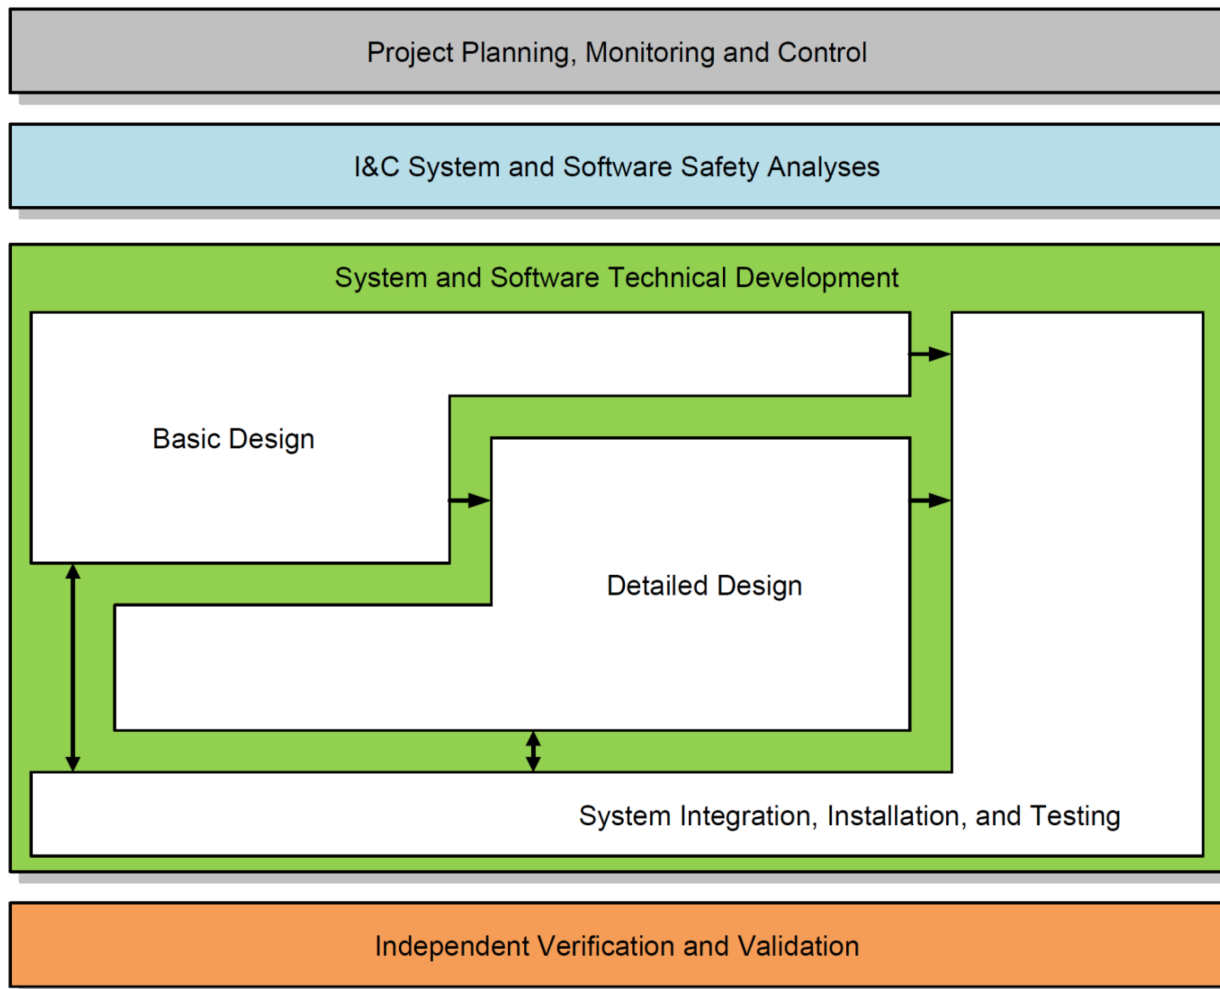 Project Planning, Monitoring and Control
I&C System and Software Safety Analyses
System and Software Technical Development
Basic Design
Detailed Design
System Integration, Installation, and Testing
Independent Verification and Validation